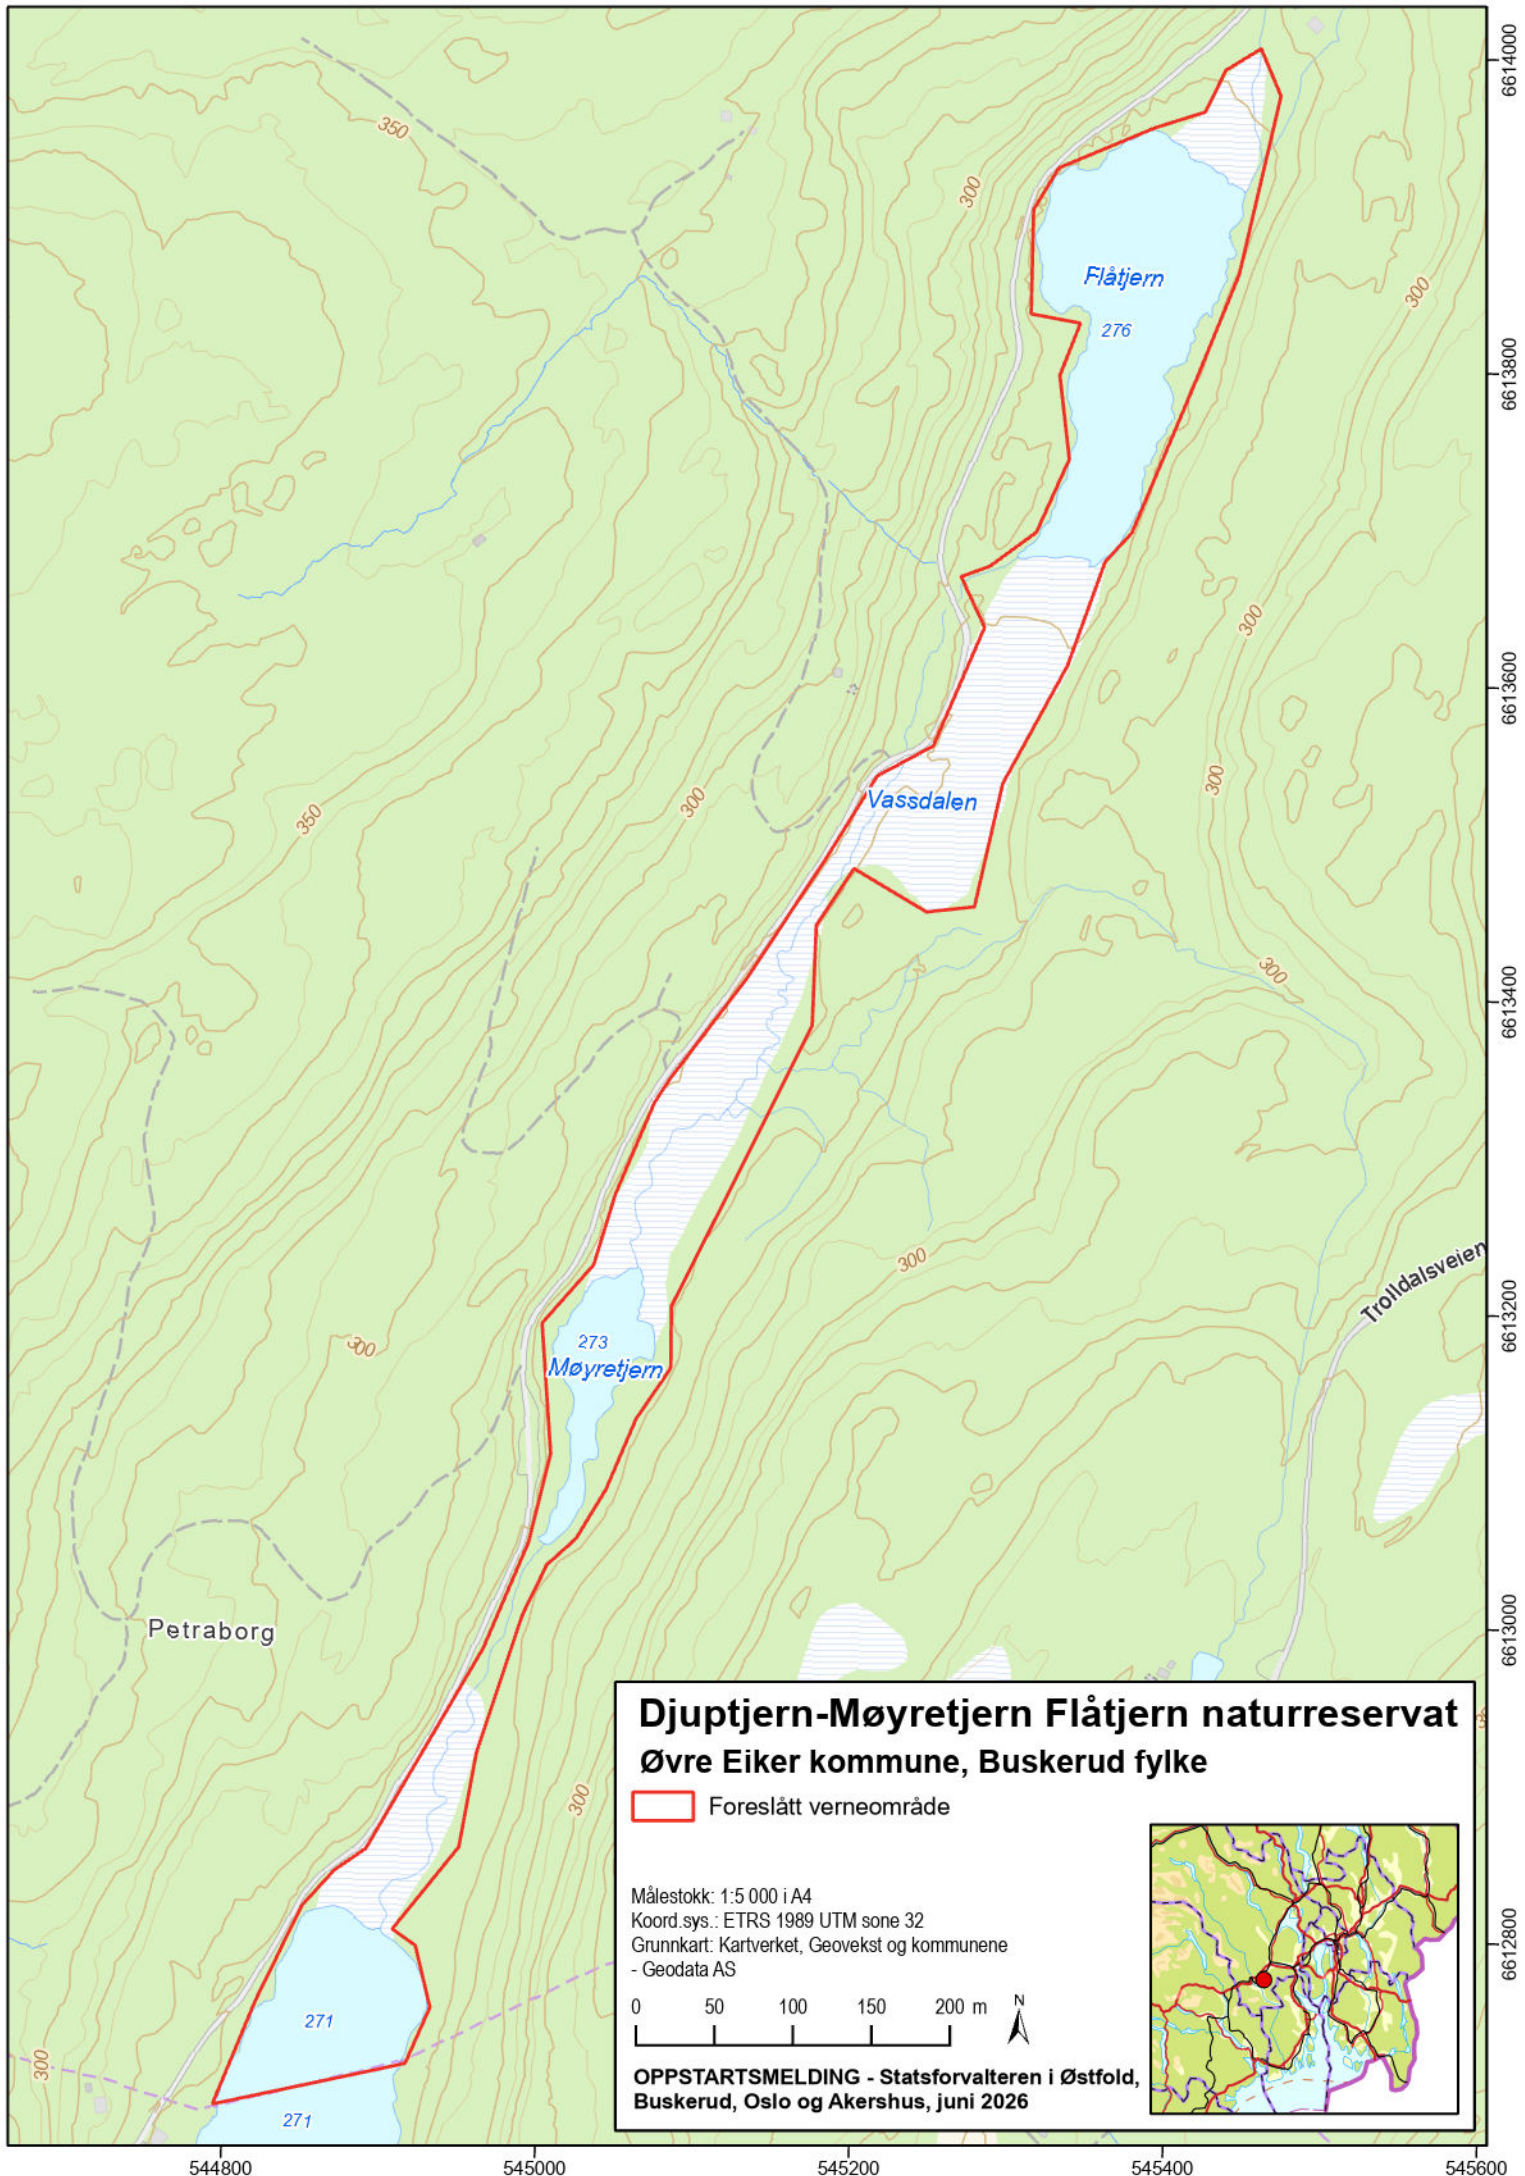 350
300
6614000
Flåtjern
276
300
6613800
300
6613600
300
350
300
Vassdalen
300
6613400
300
Trolldalsveien
6613200
300
273
Møyretjern
Petraborg
6613000
300
Djuptjern-Møyretjern Flåtjern naturreservat
Øvre Eiker kommune, Buskerud fylke
Foreslått verneområde
Målestokk: 1:5 000 i A4
Koord.sys.: ETRS 1989 UTM sone 32
Grunnkart: Kartverket, Geovekst og kommunene
- Geodata AS
0 50 100 150 200 m
N
OPPSTARTSMELDING - Statsforvalteren i Østfold,
Buskerud, Oslo og Akershus, juni 2026
6612800
271
300
271
544800 545000 545200 545400 545600